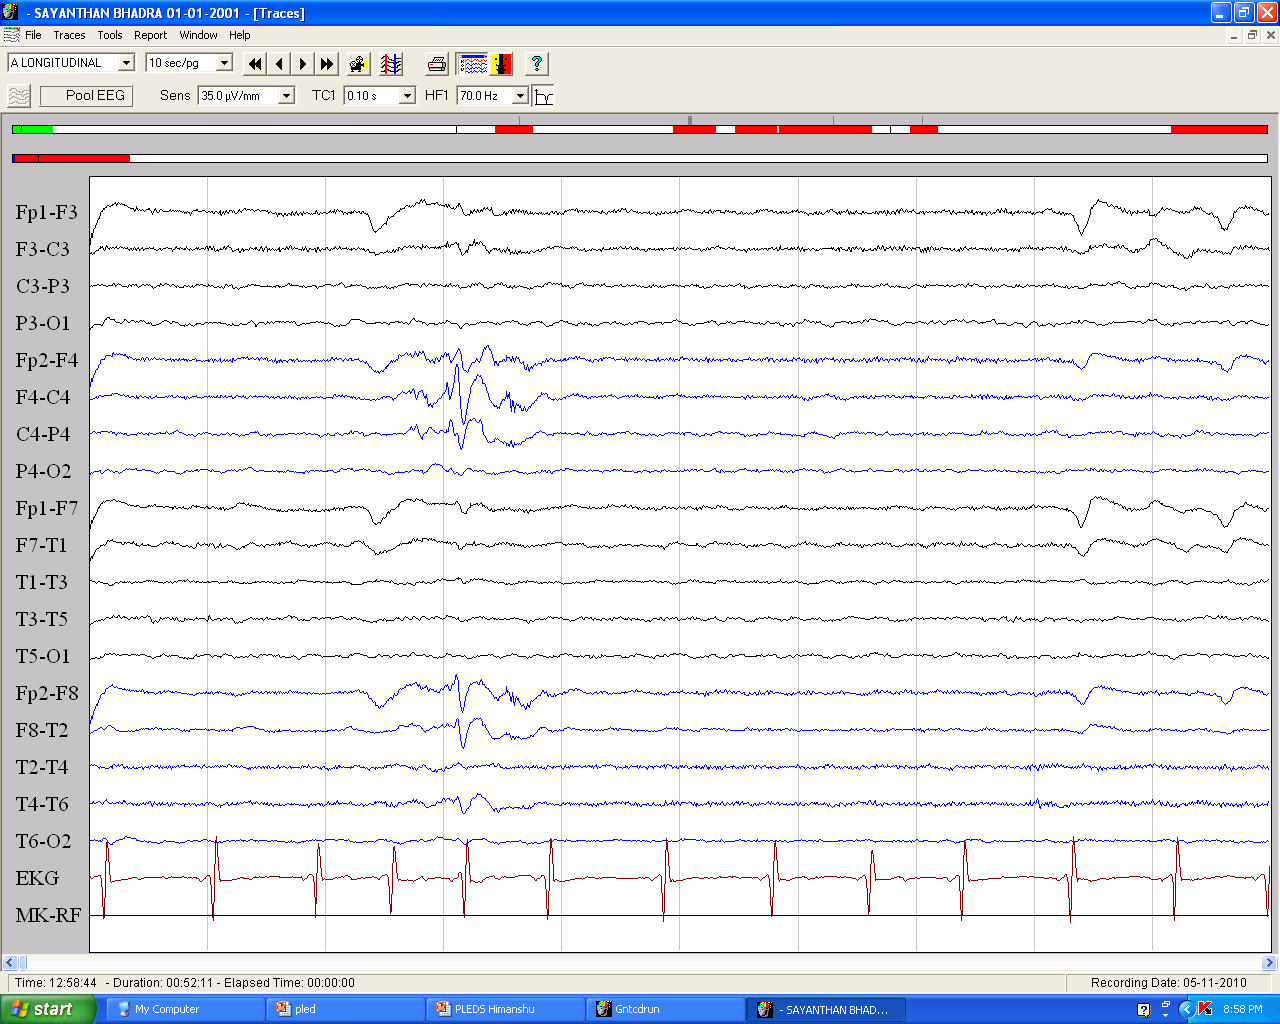 - SAYANTHAN BHADRA 01-01-2001 - [Traces]
File Traces Tools Report Window Help
A LONGITUDINAL 10 sec/pg
Pool EEG Sens 35.0 µV/mm TC1 0.10 s HF1 70.0 Hz
Fp1-F3
F3-C3
C3-P3
P3-O1
Fp2-F4
F4-C4
C4-P4
P4-O2
Fp1-F7
F7-T1
T1-T3
T3-T5
T5-O1
Fp2-F8
F8-T2
T2-T4
T4-T6
T6-O2
EKG
MK-RF
Time: 12:58:44 - Duration: 00:52:11 - Elapsed Time: 00:00:00 Recording Date: 05-11-2010
start My Computer pled PLEDS Himanshu Gntcdrun - SAYANTHAN BHAD... 8:58 PM